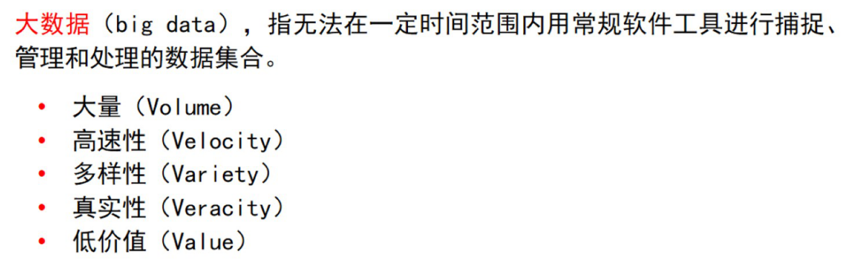 大数据（big data），指无法在一定时间范围内用常规软件工具进行捕捉、
管理和处理的数据集合。
• 大量（Volume）
• 高速性（Velocity）
• 多样性（Variety）
• 真实性（Veracity）
• 低价值（Value）